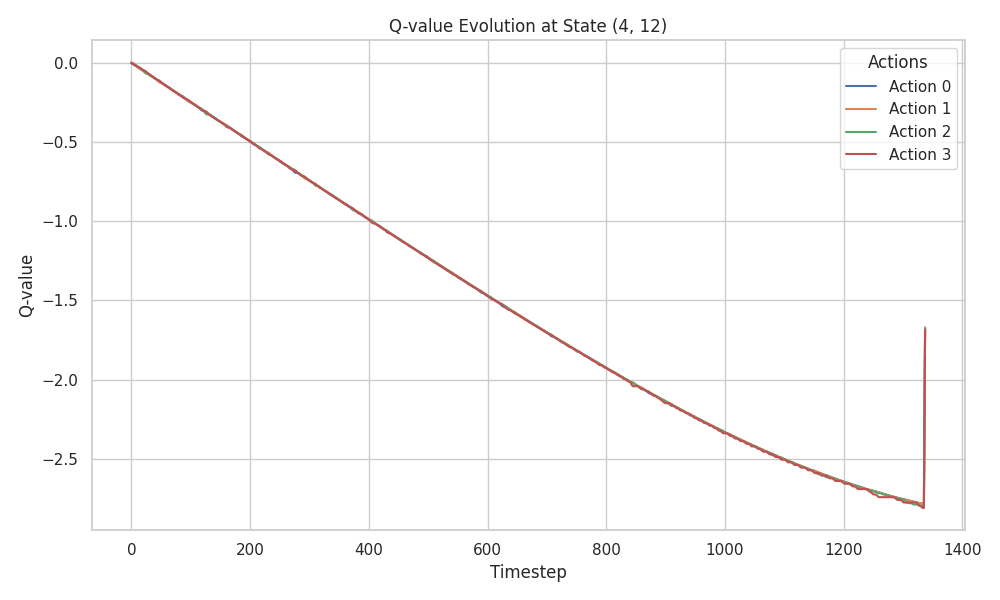 Q-value Evolution at State (4, 12)
Actions
Action 0
Action 1
Action 2
Action 3
Q-value
0.0
−0.5
−1.0
−1.5
−2.0
−2.5
0 200 400 600 800 1000 1200 1400
Timestep